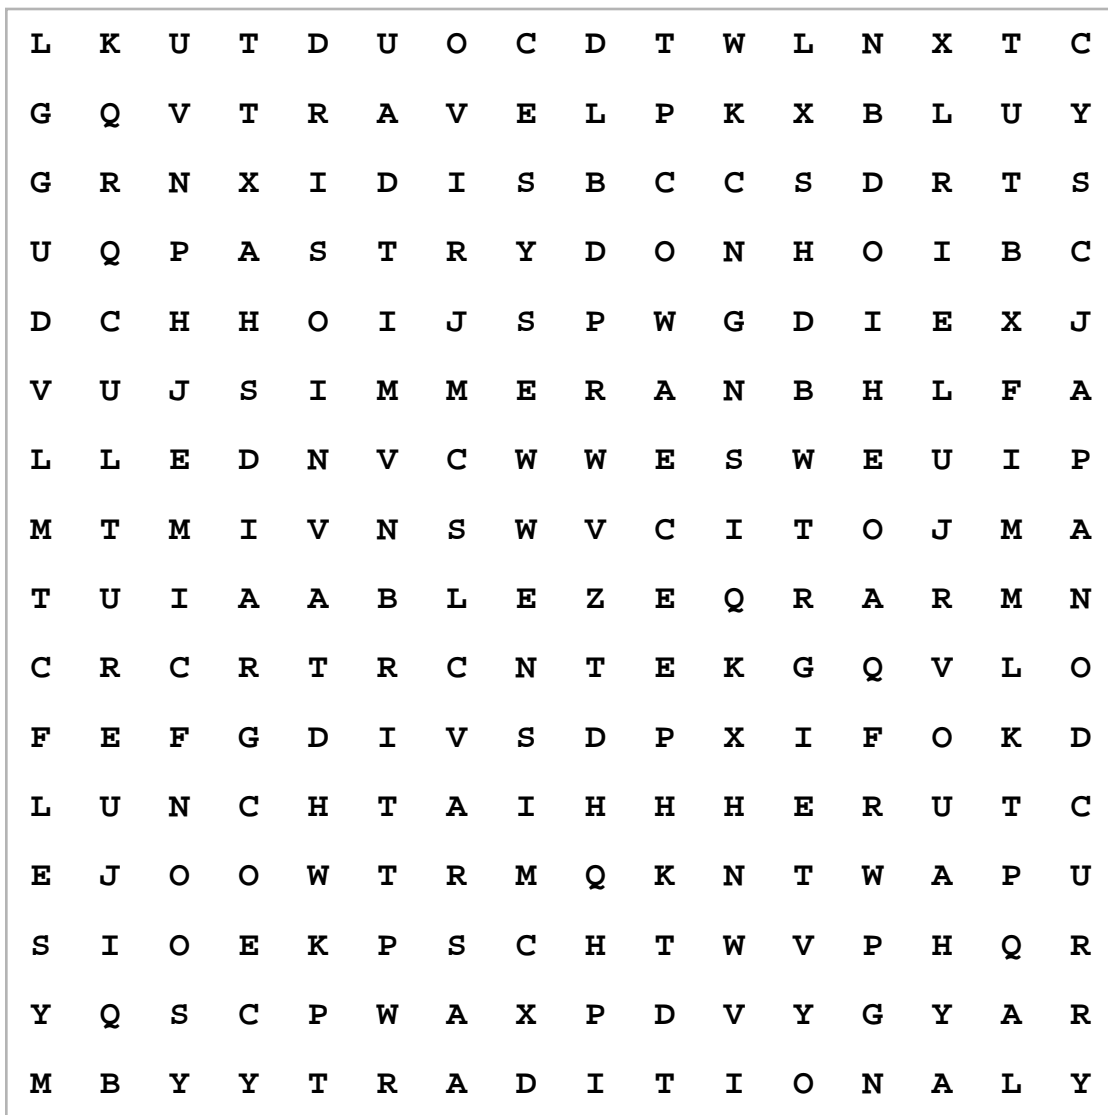 L K U T D U O C D T W L N X T C
G Q V T R A V E L P K X B L U Y
G R N X I D I S B C C S D R T S
U Q P A S T R Y D O N H O I B C
D C H H O I J S P W G D I E X J
V U J S I M M E R A N B H L F A
L L E D N V C W W E S W E U I P
M T M I V N S W V C I T O J M A
T U I A A B L E Z E Q R A R M N
C R C R T R C N T E K G Q V L O
F E F G D I V S D P X I F O K D
L U N C H T A I H H H E R U T C
E J O O W T R M Q K N T W A P U
S I O E K P S C H T W V P H Q R
Y Q S C P W A X P D V Y G Y A R
M B Y Y T R A D I T I O N A L Y